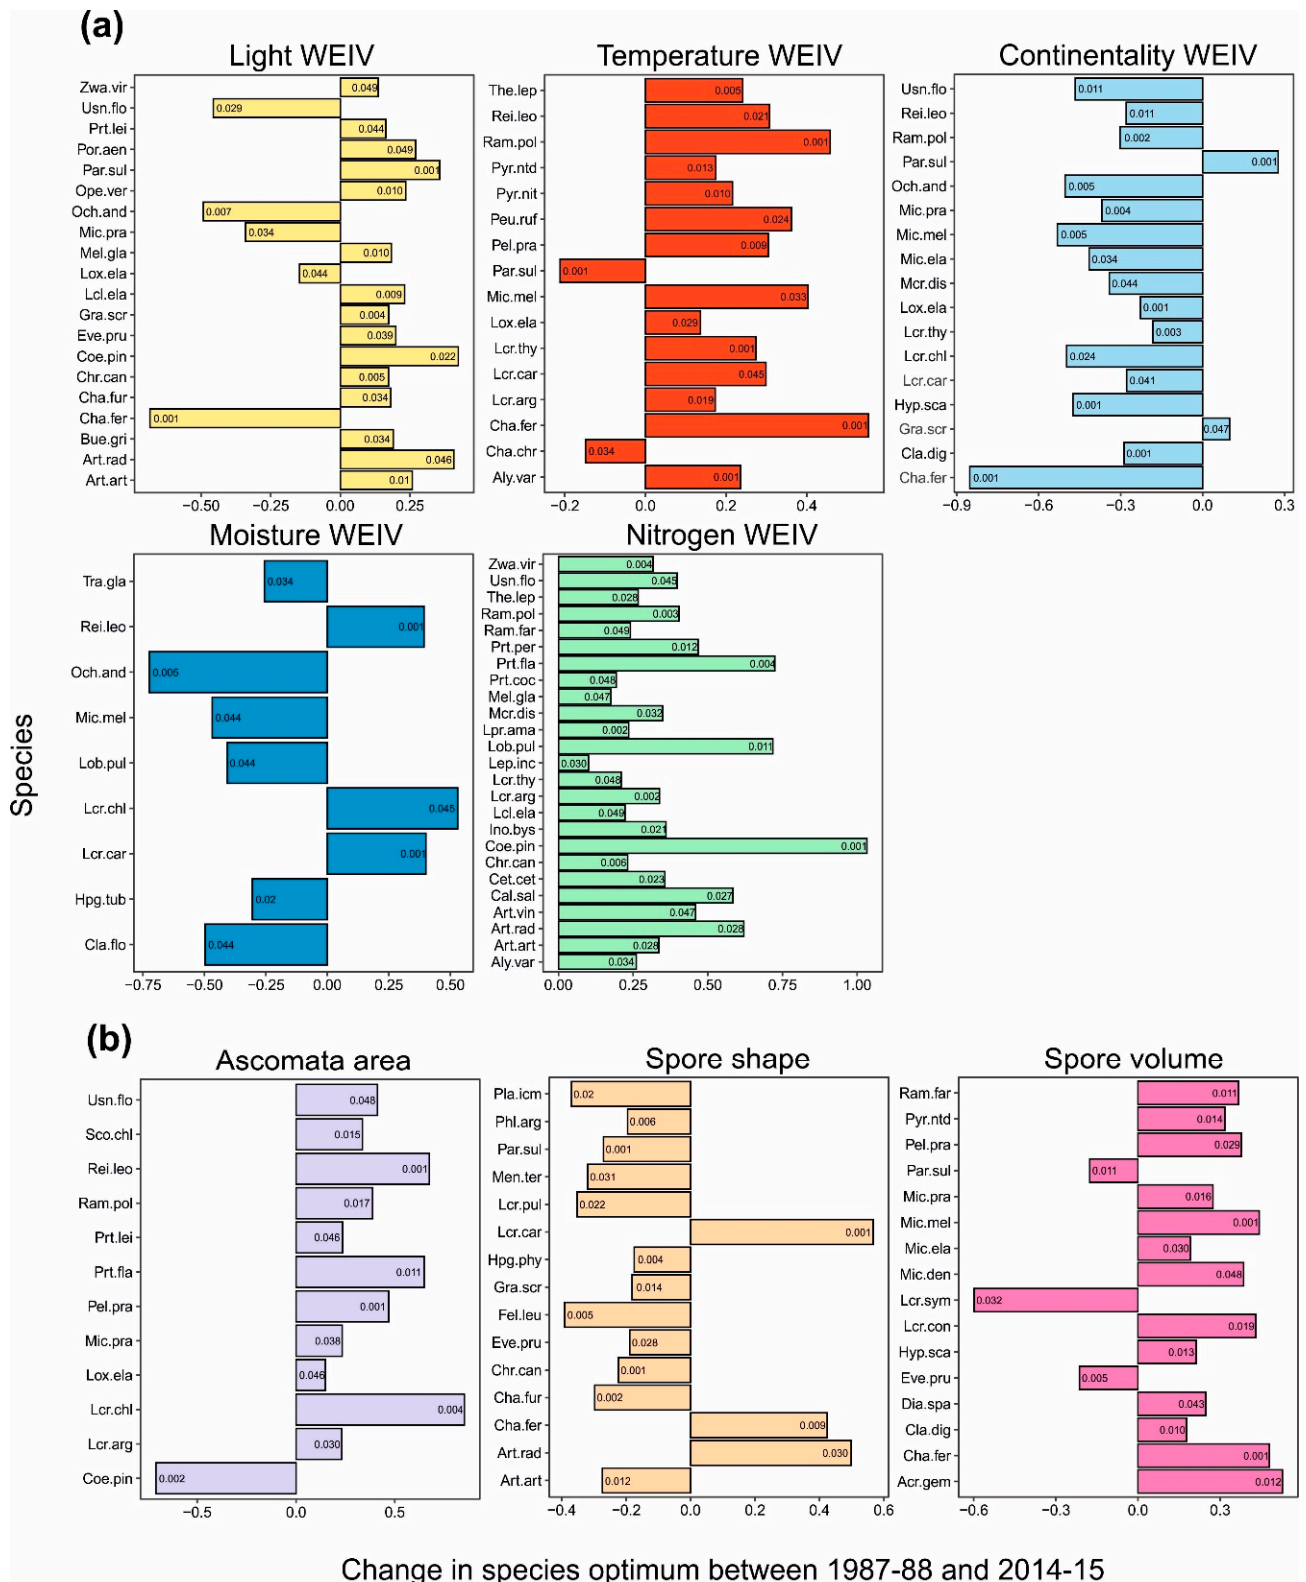 (a)
Light WEIV
Zwa.vir 0.049
Usn.flo 0.029
Prt.lei 0.044
Por.aen 0.049
Par.sul 0.001
Ope.ver 0.010
Och.and 0.007
Mic.pra 0.034
Mel.gla 0.010
Lox.ela 0.044
Lcl.ela 0.009
Gra.scr 0.004
Eve.pru 0.039
Coe.pin 0.022
Chr.can 0.005
Cha.fur 0.034
Cha.fer 0.001
Bue.gri 0.034
Art.rad 0.046
Art.art 0.01
−0.50 −0.25 0.00 0.25
Temperature WEIV
The.lep 0.005
Rei.leo 0.021
Ram.pol 0.001
Pyr.ntd 0.013
Pyr.nit 0.010
Peu.ruf 0.024
Pel.pra 0.009
Par.sul 0.001
Mic.mel 0.033
Lox.ela 0.029
Lcr.thy 0.001
Lcr.car 0.045
Lcr.arg 0.019
Cha.fer 0.001
Cha.chr 0.034
Aly.var 0.001
−0.2 0.0 0.2 0.4
Continentality WEIV
Usn.flo 0.011
Rei.leo 0.011
Ram.pol 0.002
Par.sul 0.001
Och.and 0.005
Mic.pra 0.004
Mic.mel 0.005
Mic.ela 0.034
Mcr.dis 0.044
Lox.ela 0.001
Lcr.thy 0.003
Lcr.chl 0.024
Lcr.car 0.041
Hyp.sca 0.001
Gra.scr 0.047
Cla.dig 0.001
Cha.fer 0.001
−0.9 −0.6 −0.3 0.0 0.3
Moisture WEIV
Tra.gla 0.034
Rei.leo 0.001
Och.and 0.005
Mic.mel 0.044
Lob.pul 0.044
Lcr.chl 0.045
Lcr.car 0.001
Hpg.tub 0.02
Cla.flo 0.044
−0.75 −0.50 −0.25 0.00 0.25 0.50
Nitrogen WEIV
Zwa.vir 0.004
Usn.flo 0.045
The.lep 0.028
Ram.pol 0.003
Ram.far 0.049
Prt.per 0.012
Prt.fla 0.004
Prt.coc 0.048
Mel.gla 0.047
Mcr.dis 0.032
Lpr.ama 0.002
Lob.pul 0.011
Lep.inc 0.030
Lcr.thy 0.048
Lcr.arg 0.002
Lcl.ela 0.049
Ino.bys 0.021
Coe.pin 0.001
Chr.can 0.006
Cet.cet 0.023
Cal.sal 0.027
Art.vin 0.047
Art.rad 0.028
Art.art 0.028
Aly.var 0.034
0.00 0.25 0.50 0.75 1.00
Species
(b)
Ascomata area
Usn.flo 0.048
Sco.chl 0.015
Rei.leo 0.001
Ram.pol 0.017
Prt.lei 0.046
Prt.fla 0.011
Pel.pra 0.001
Mic.pra 0.038
Lox.ela 0.046
Lcr.chl 0.004
Lcr.arg 0.030
Coe.pin 0.002
−0.5 0.0 0.5
Spore shape
Pla.icm 0.02
Phl.arg 0.006
Par.sul 0.001
Men.ter 0.031
Lcr.pul 0.022
Lcr.car 0.001
Hpg.phy 0.004
Gra.scr 0.014
Fel.leu 0.005
Eve.pru 0.028
Chr.can 0.001
Cha.fur 0.002
Cha.fer 0.009
Art.rad 0.030
Art.art 0.012
−0.4 −0.2 0.0 0.2 0.4 0.6
Spore volume
Ram.far 0.011
Pyr.ntd 0.014
Pel.pra 0.029
Par.sul 0.011
Mic.pra 0.016
Mic.mel 0.001
Mic.ela 0.030
Mic.den 0.048
Lcr.sym 0.032
Lcr.con 0.019
Hyp.sca 0.013
Eve.pru 0.005
Dia.spa 0.043
Cla.dig 0.010
Cha.fer 0.001
Acr.gem 0.012
−0.6 −0.3 0.0 0.3
Change in species optimum between 1987-88 and 2014-15